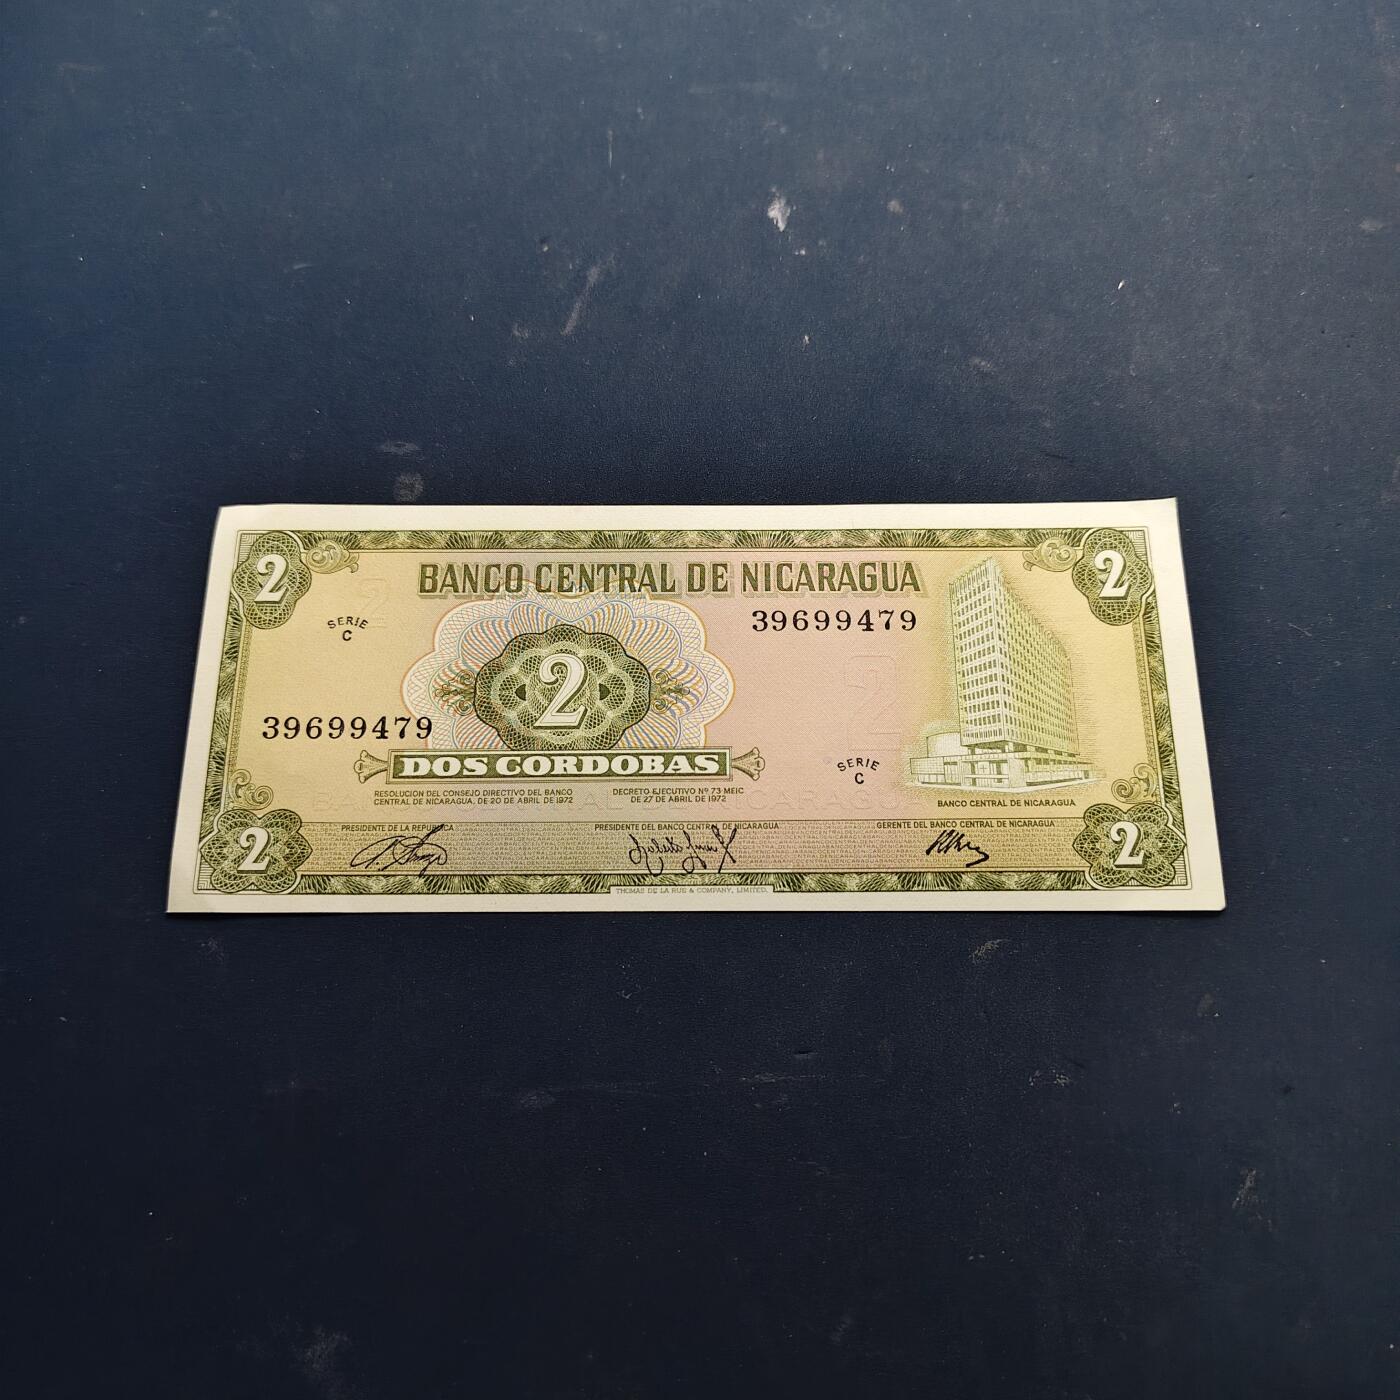 2
2
BANCO CENTRAL DE NICARAGUA
39699479
SERIE
C
2
39699479
DOS CORDOBAS
SERIE
C
RESOLUCION DEL CONSEJO DIRECTIVO DEL BANCO
CENTRAL DE NICARAGUA, DE 20 DE ABRIL DE 1972
DECRETO EJECUTIVO Nº 73-MEIC
DE 27 DE ABRIL DE 1972
BANCO CENTRAL DE NICARAGUA
PRESIDENTE DE LA REPUBLICA
PRESIDENTE DEL BANCO CENTRAL DE NICARAGUA
GERENTE DEL BANCO CENTRAL DE NICARAGUA
2
2
THOMAS DE LA RUE & COMPANY, LIMITED.